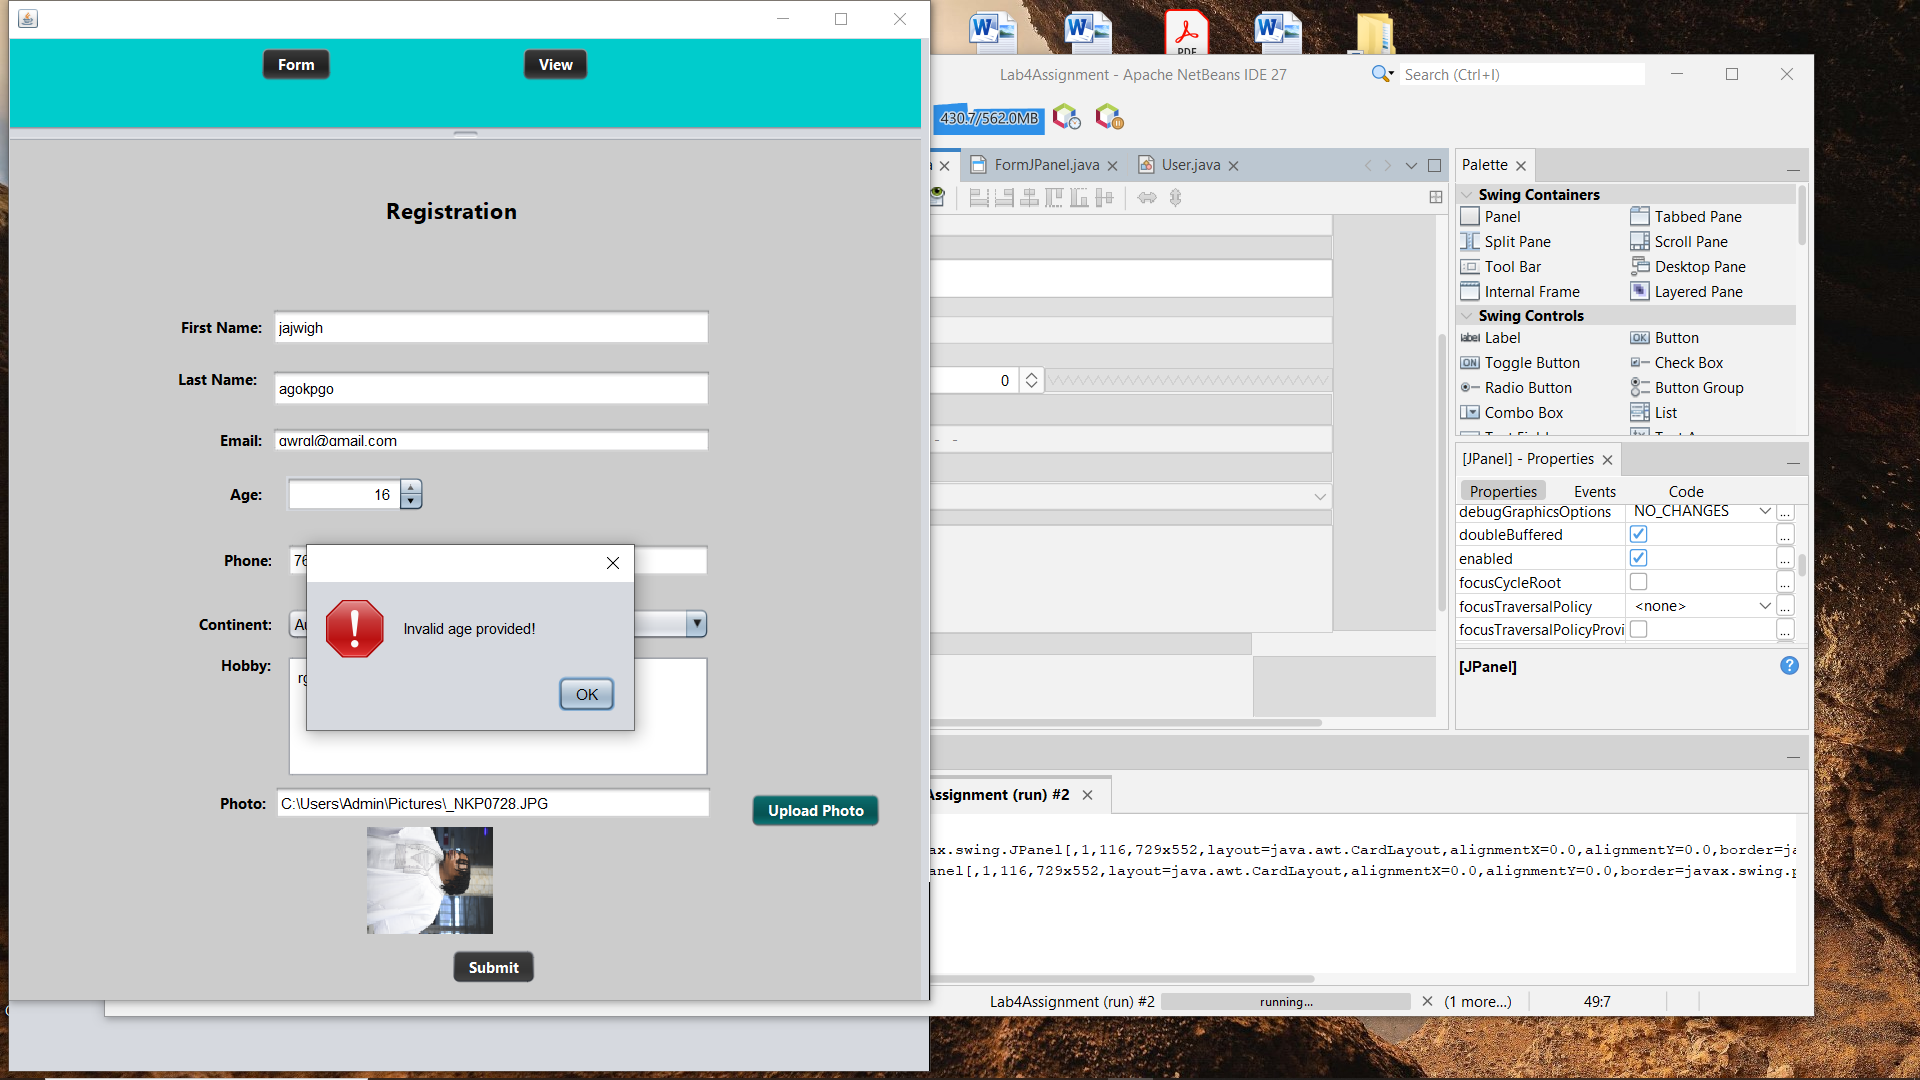 Form
View
Registration
First Name:
jajwigh
Last Name:
agokpgo
Email:
gwrgl@gmail.com
Age:
16
Phone:
76
Continent:
Hobby:
Invalid age provided!
OK
Photo:
C:\Users\Admin\Pictures\_NKP0728.JPG
Upload Photo
Submit
PDF
Lab4Assignment - Apache NetBeans IDE 27
Search (Ctrl+I)
430.7/562.0MB
FormJPanel.java
User.java
0
- -
Palette
Swing Containers
Panel
Tabbed Pane
Split Pane
Scroll Pane
Tool Bar
Desktop Pane
Internal Frame
Layered Pane
Swing Controls
label Label
OK Button
ON Toggle Button
Check Box
Radio Button
Button Group
Combo Box
List
[JPanel] - Properties
Properties
Events
Code
debugGraphicsOptions
NO_CHANGES
...
doubleBuffered
...
enabled
...
focusCycleRoot
...
focusTraversalPolicy
<none>
...
focusTraversalPolicyProvi
...
[JPanel]
Assignment (run) #2
ax.swing.JPanel[,1,116,729x552,layout=java.awt.CardLayout,alignmentX=0.0,alignmentY=0.0,border=ja
anel[,1,116,729x552,layout=java.awt.CardLayout,alignmentX=0.0,alignmentY=0.0,border=javax.swing.p
Lab4Assignment (run) #2
running...
(1 more...)
49:7